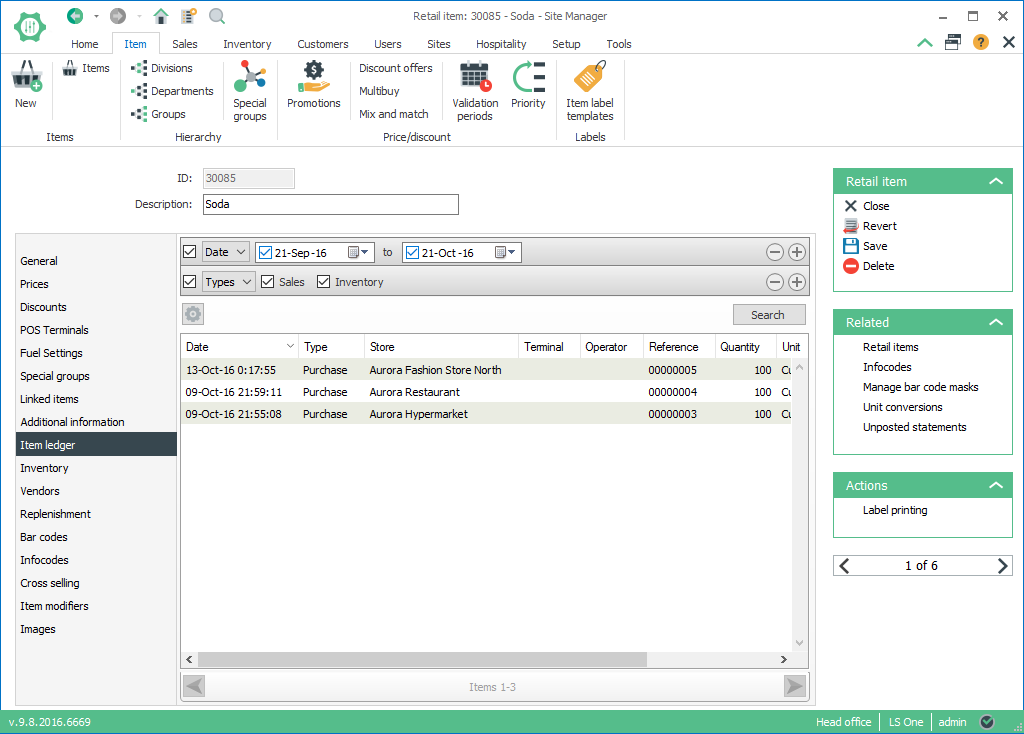 Retail item: 30085 - Soda - Site Manager
Home Item Sales Inventory Customers Users Sites Hospitality Setup Tools
?
New
Items
Items
Divisions
Departments
Groups
Special groups
Hierarchy
$
Promotions
Discount offers
Multibuy
Mix and match
Validation periods
Priority
Price/discount
Item label templates
Labels
ID: 30085
Description: Soda
General
Prices
Discounts
POS Terminals
Fuel Settings
Special groups
Linked items
Additional information
Item ledger
Inventory
Vendors
Replenishment
Bar codes
Infocodes
Cross selling
Item modifiers
Images
Date 21-Sep -16 to 21-Oct -16
Types Sales Inventory
Search
Date Type Store Terminal Operator Reference Quantity Unit
13-Oct-16 0:17:55 Purchase Aurora Fashion Store North 00000005 100
09-Oct-16 21:59:11 Purchase Aurora Restaurant 00000004 100
09-Oct-16 21:55:08 Purchase Aurora Hypermarket 00000003 100
Items 1-3
Retail item
Close
Revert
Save
Delete
Related
Retail items
Infocodes
Manage bar code masks
Unit conversions
Unposted statements
Actions
Label printing
1 of 6
v.9.8.2016.6669
Head office LS One admin